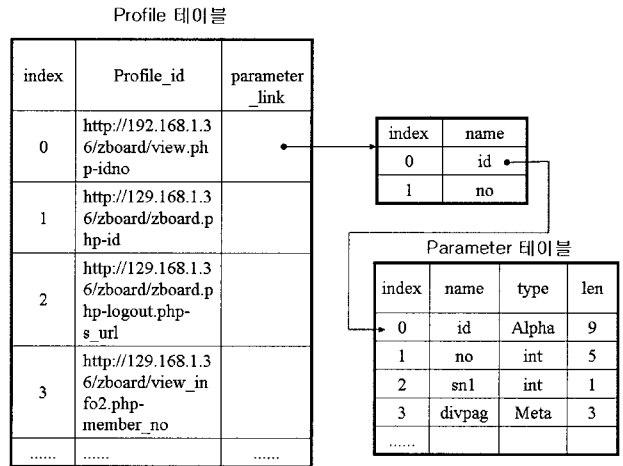 Profile 테이블
index Profile_id parameter
_link
0 http://192.168.1.3
6/zboard/view.ph
p-idno
1 http://129.168.1.3
6/zboard/zboard.p
hp-id
2 http://129.168.1.3
6/zboard/zboard.p
hp-logout.php-
s_url
3 http://129.168.1.3
6/zboard/view_in
fo2.php-
member_no
...... ...... ......
index name
0 id
1 no
Parameter 테이블
index name type len
0 id Alpha 9
1 no int 5
2 sn1 int 1
3 divpag Meta 3
......